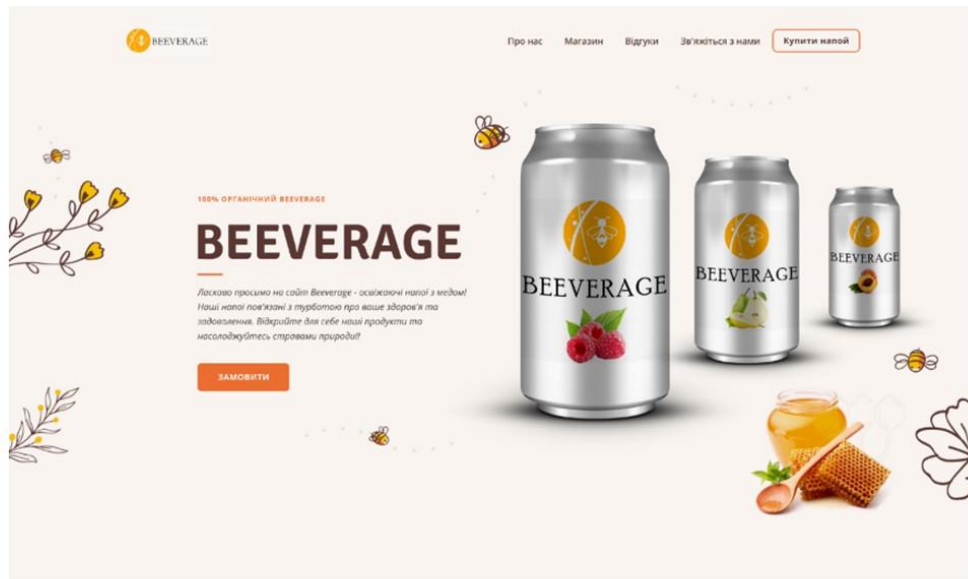 BEEVERAGE
Про нас Магазин Відгуки Зв'яжіться з нами Купити напой
100% ОРГАНІЧНИЙ BEEVERAGE
BEEVERAGE
Ласкаво просимо на сайт Beeverage - освіжаючі напої з медом!
Наші напої пов'язані з турботою про ваше здоров'я та
задоволення. Відкрийте для себе наші продукти та
насолоджуйтесь стравами природи!!
ЗАМОВИТИ
BEEVERAGE
BEEVERAGE
BEEVERAGE